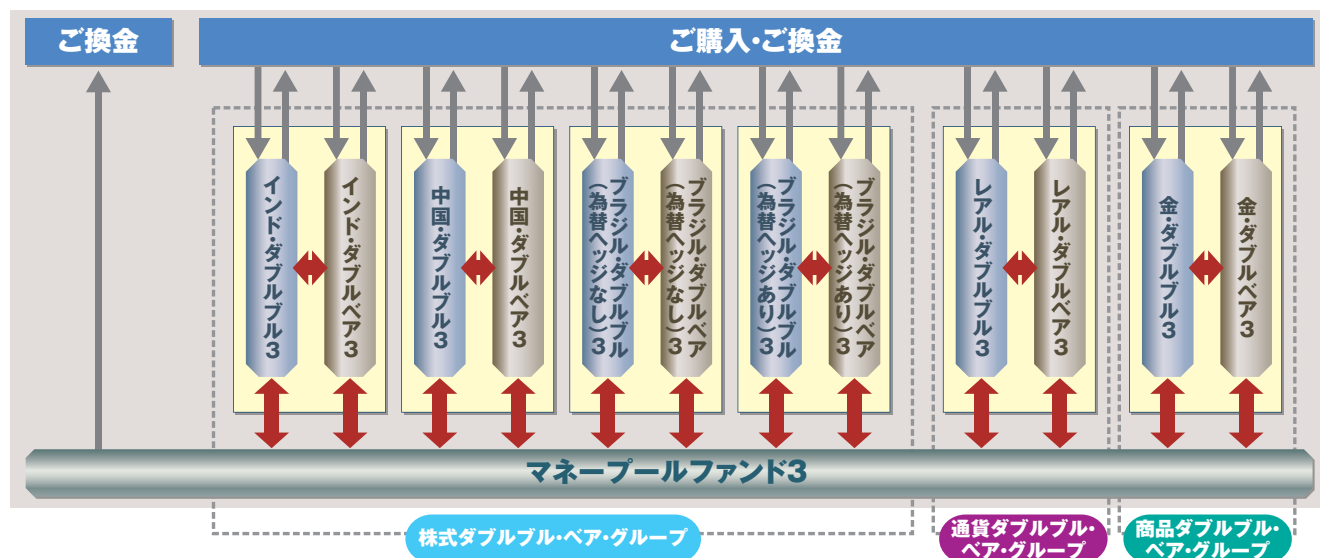 ご換金
ご購入・ご換金
インド・ダブルブル3
インド・ダブルベア3
中国・ダブルブル3
中国・ダブルベア3
ブラジル・ダブルブル
(為替ヘッジなし)3
ブラジル・ダブルベア
(為替ヘッジなし)3
ブラジル・ダブルブル
(為替ヘッジあり)3
ブラジル・ダブルベア
(為替ヘッジあり)3
レアル・ダブルブル3
レアル・ダブルベア3
金・ダブルブル3
金・ダブルベア3
マネープールファンド3
株式ダブルブル・ベア・グループ
通貨ダブルブル・
ベア・グループ
商品ダブルブル・
ベア・グループ